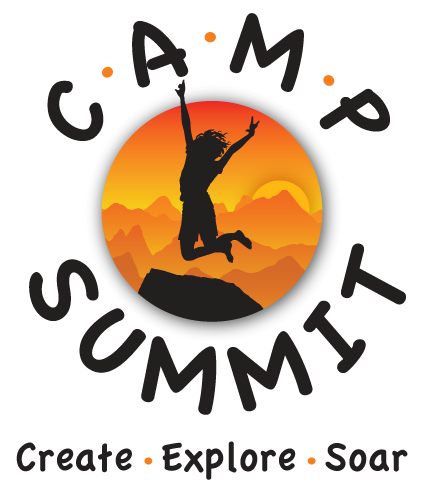 C·A·M·P
SUMMIT
Create · Explore · Soar